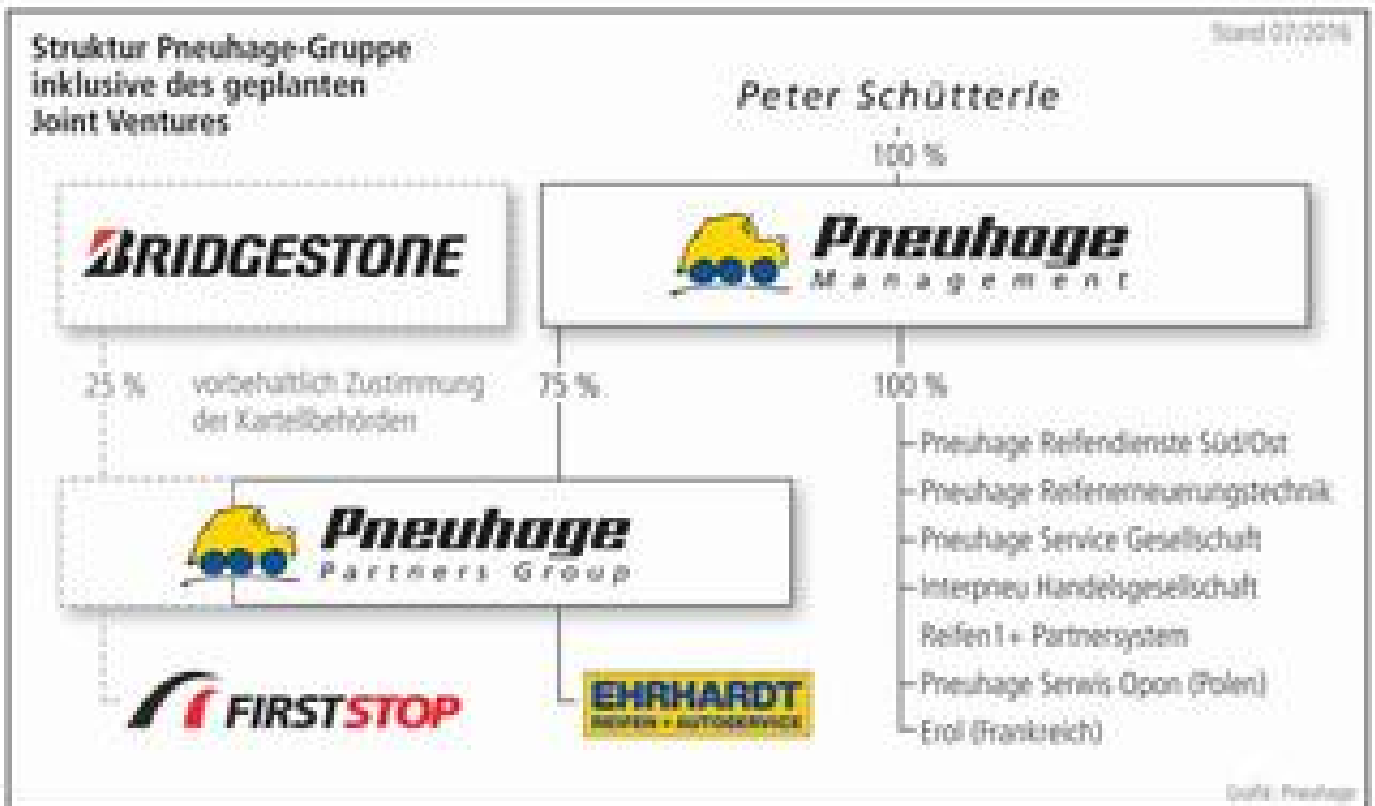 Struktur Pneuhage-Gruppe
inklusive des geplanten
Joint Ventures
Stand 07/2016
Peter Schütterle
100 %
BRIDGESTONE
Pneuhage
Management
25 %
vorbehaltlich Zustimmung
der Kartellbehörden
75 %
100 %
Pneuhage Reifendienste Süd/Ost
Pneuhage Reifenerneuerungstechnik
Pneuhage Service Gesellschaft
Interpneu Handelsgesellschaft
Reifen1+ Partnersystem
Pneuhage Serwis Opon (Polen)
Erol (Frankreich)
Pneuhage
Partners Group
FIRST STOP
EHRHARDT
REIFEN + AUTOSERVICE
Grafik: Pneuhage